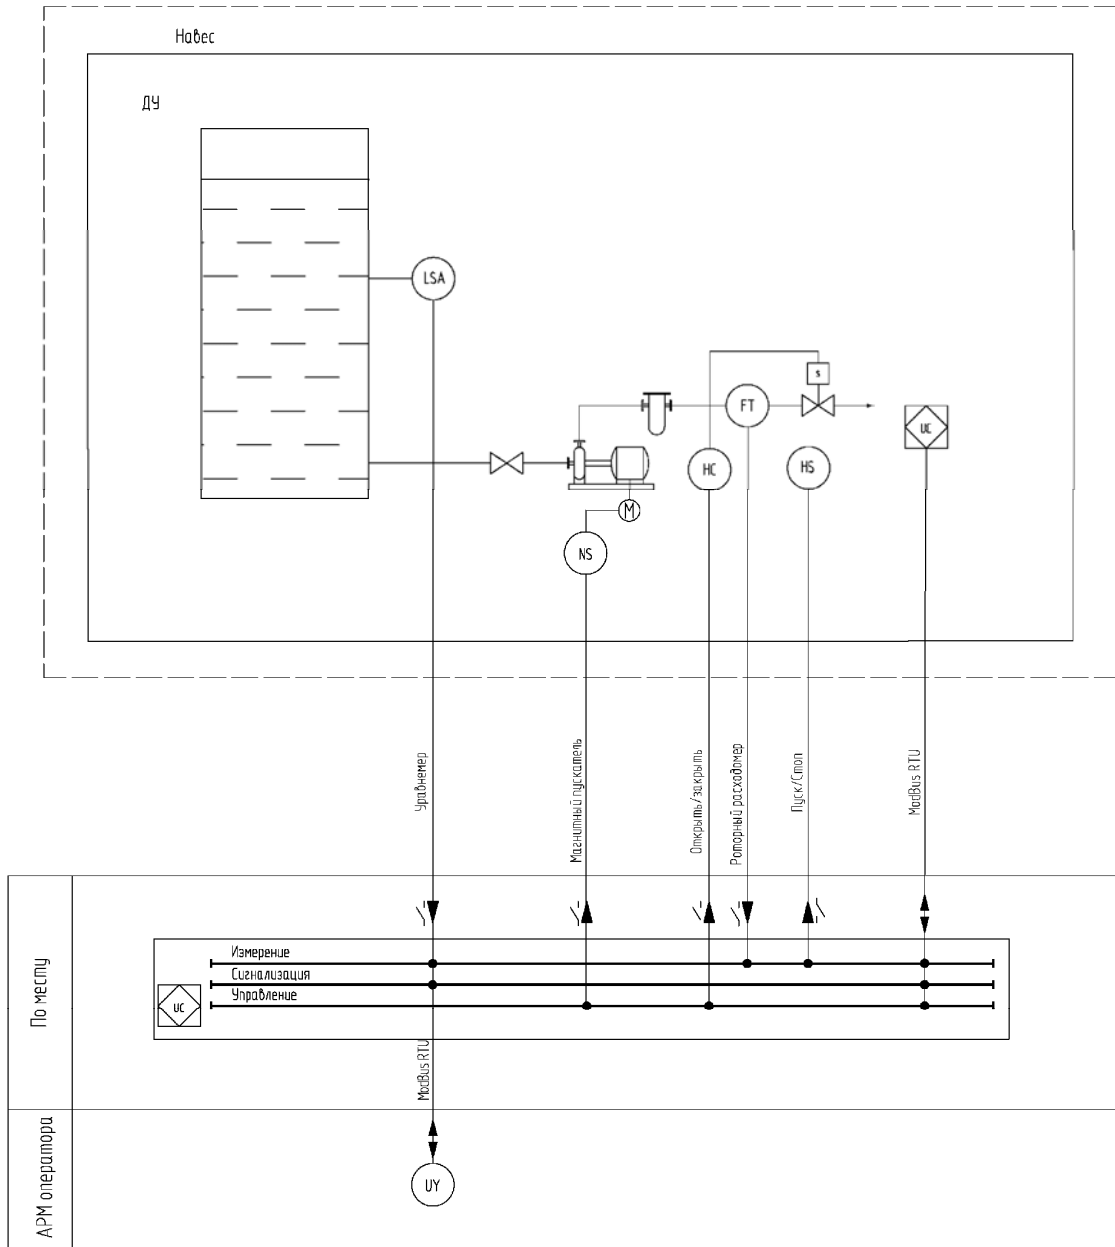 Навес
ДУ
LSA
S
FT
UC
HC
HS
M
NS
Уравнемер
Магнитный пускатель
Открыть/закрыть
Роторный расходомер
Пуск/Стоп
ModBus RTU
По месту
Измерение
Сигнализация
Управление
UC
ModBus RTU
АРМ оператора
UY